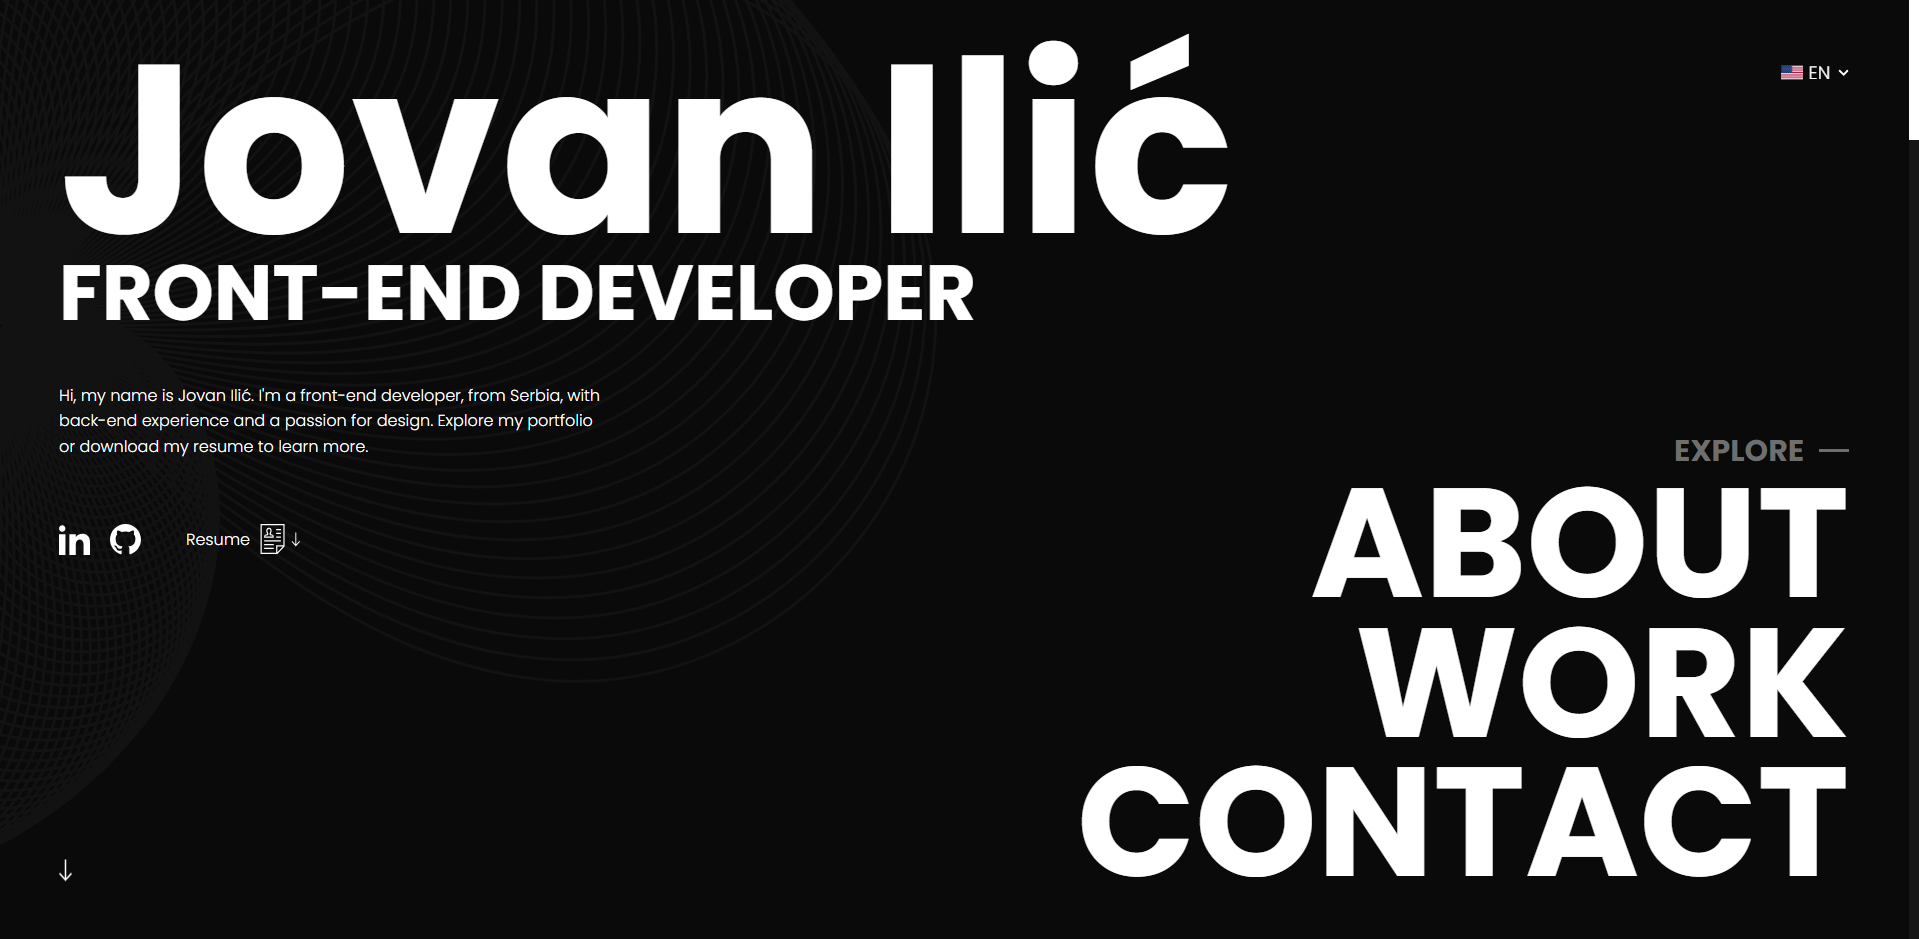 Jovan Ilić
EN
FRONT-END DEVELOPER
Hi, my name is Jovan Ilić. I'm a front-end developer, from Serbia, with
back-end experience and a passion for design. Explore my portfolio
or download my resume to learn more.
in
Resume
EXPLORE
ABOUT
WORK
CONTACT